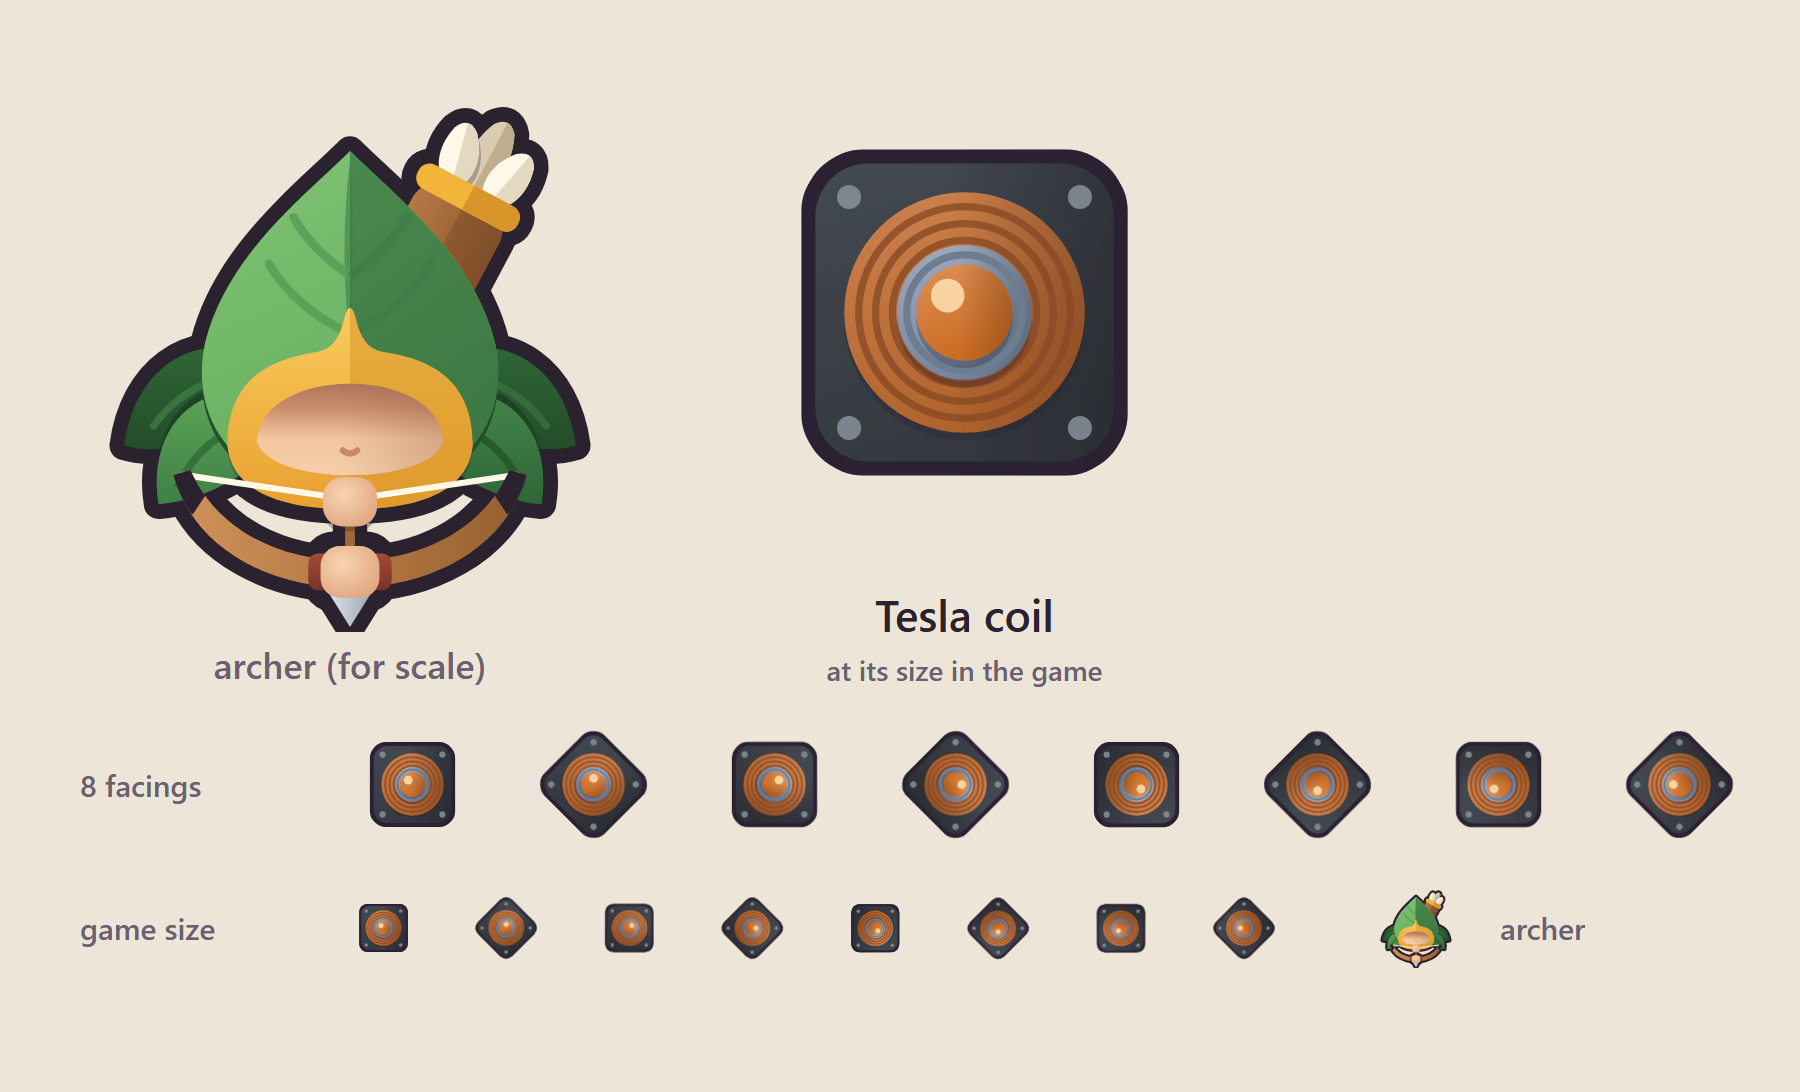 archer (for scale)
Tesla coil
at its size in the game
8 facings
game size
archer